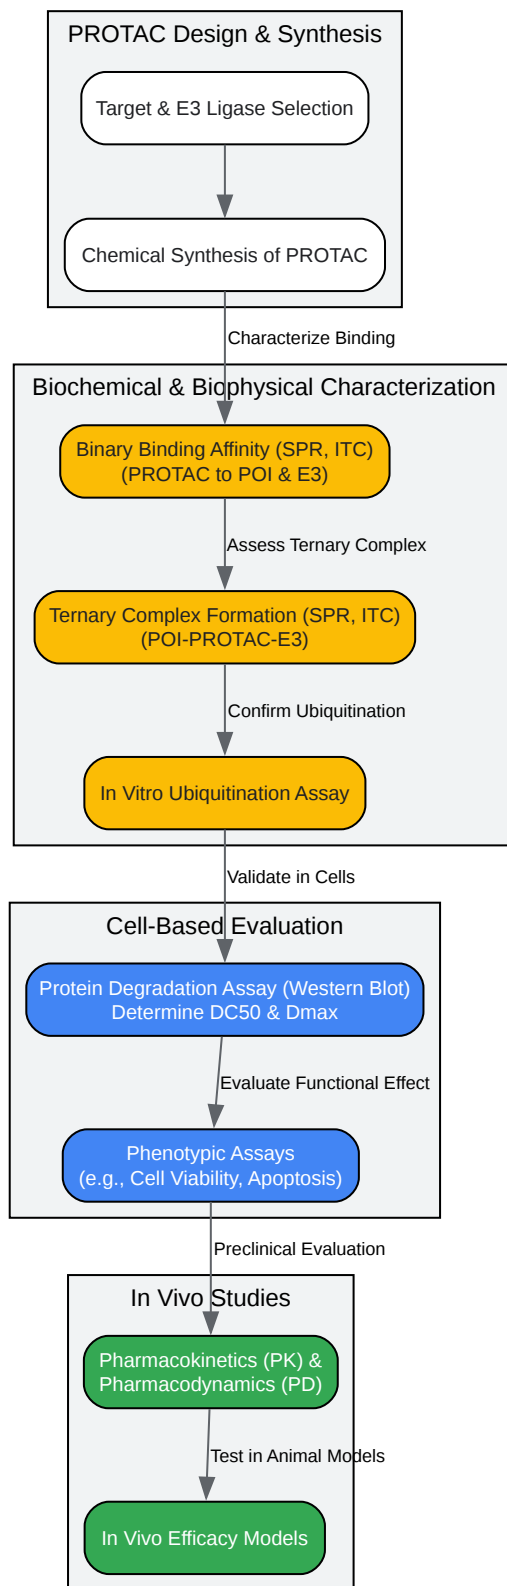 PROTAC Design & Synthesis
Target & E3 Ligase Selection
Chemical Synthesis of PROTAC
Characterize Binding
Biochemical & Biophysical Characterization
Binary Binding Affinity (SPR, ITC)
(PROTAC to POI & E3)
Assess Ternary Complex
Ternary Complex Formation (SPR, ITC)
(POI-PROTAC-E3)
Confirm Ubiquitination
In Vitro Ubiquitination Assay
Validate in Cells
Cell-Based Evaluation
Protein Degradation Assay (Western Blot)
Determine DC50 & Dmax
Evaluate Functional Effect
Phenotypic Assays
(e.g., Cell Viability, Apoptosis)
Preclinical Evaluation
In Vivo Studies
Pharmacokinetics (PK) &
Pharmacodynamics (PD)
Test in Animal Models
In Vivo Efficacy Models